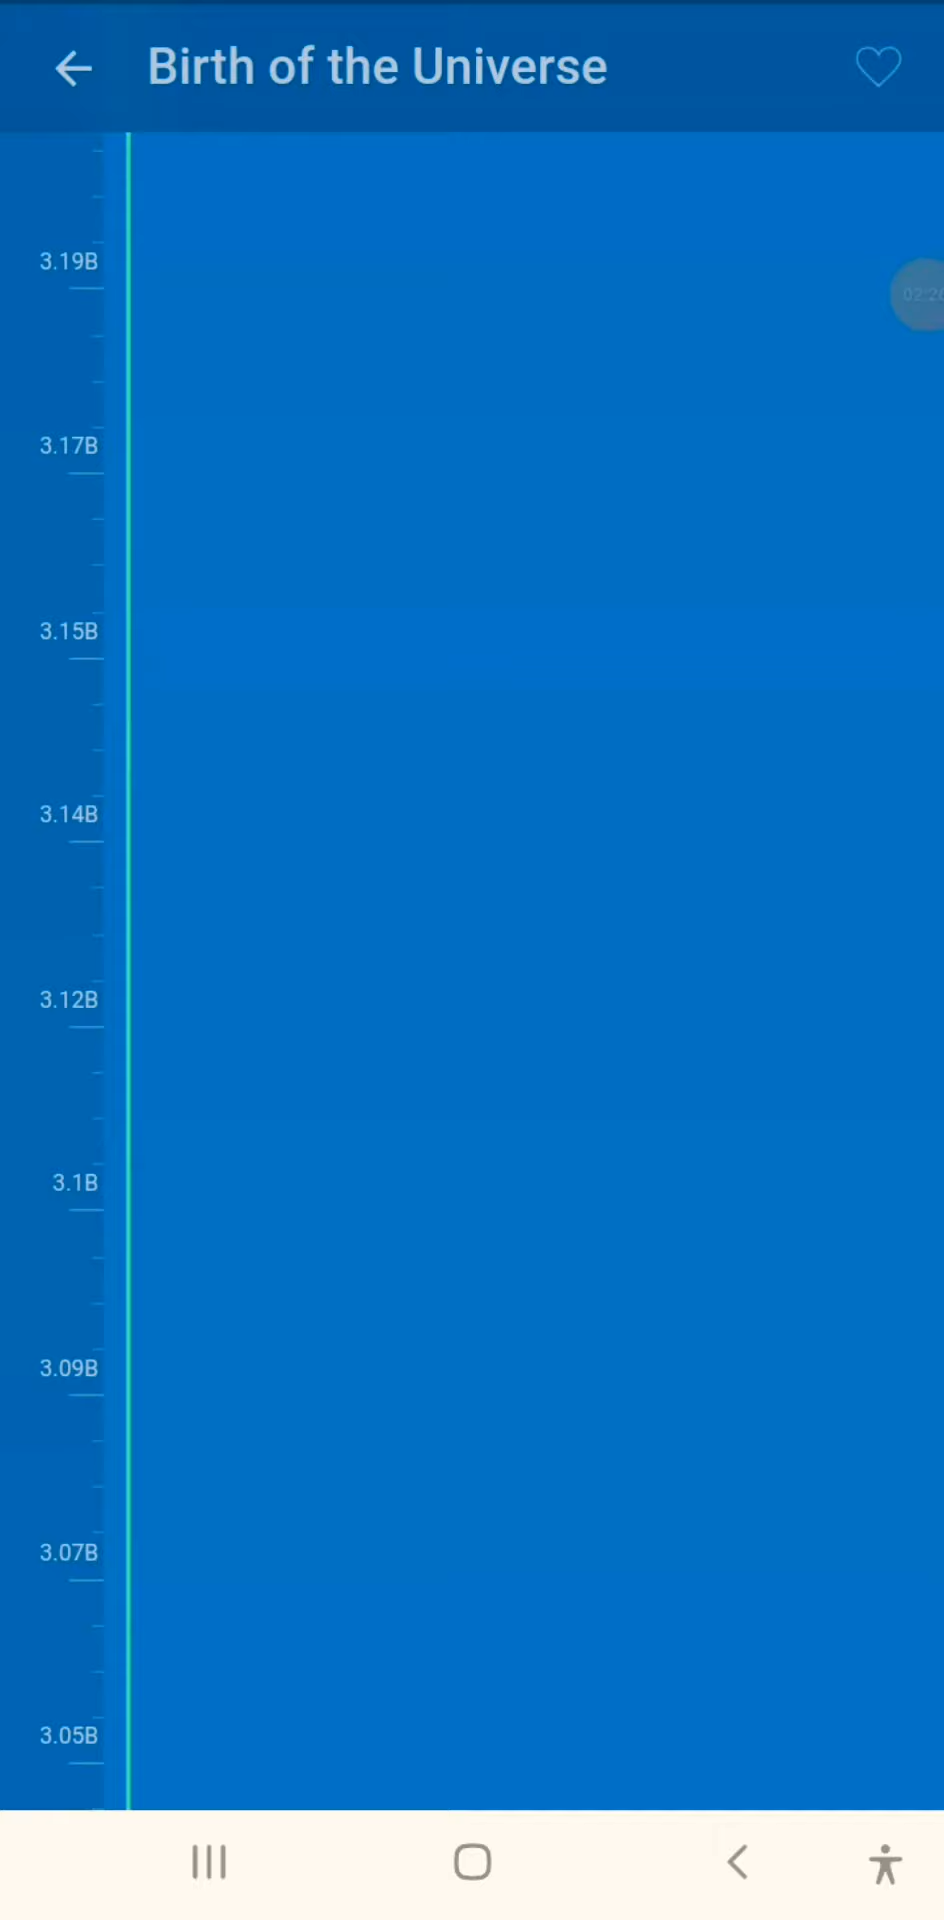 Birth of the Universe
3.19B
3.17B
3.15B
3.14B
3.12B
3.1B
3.09B
3.07B
3.05B